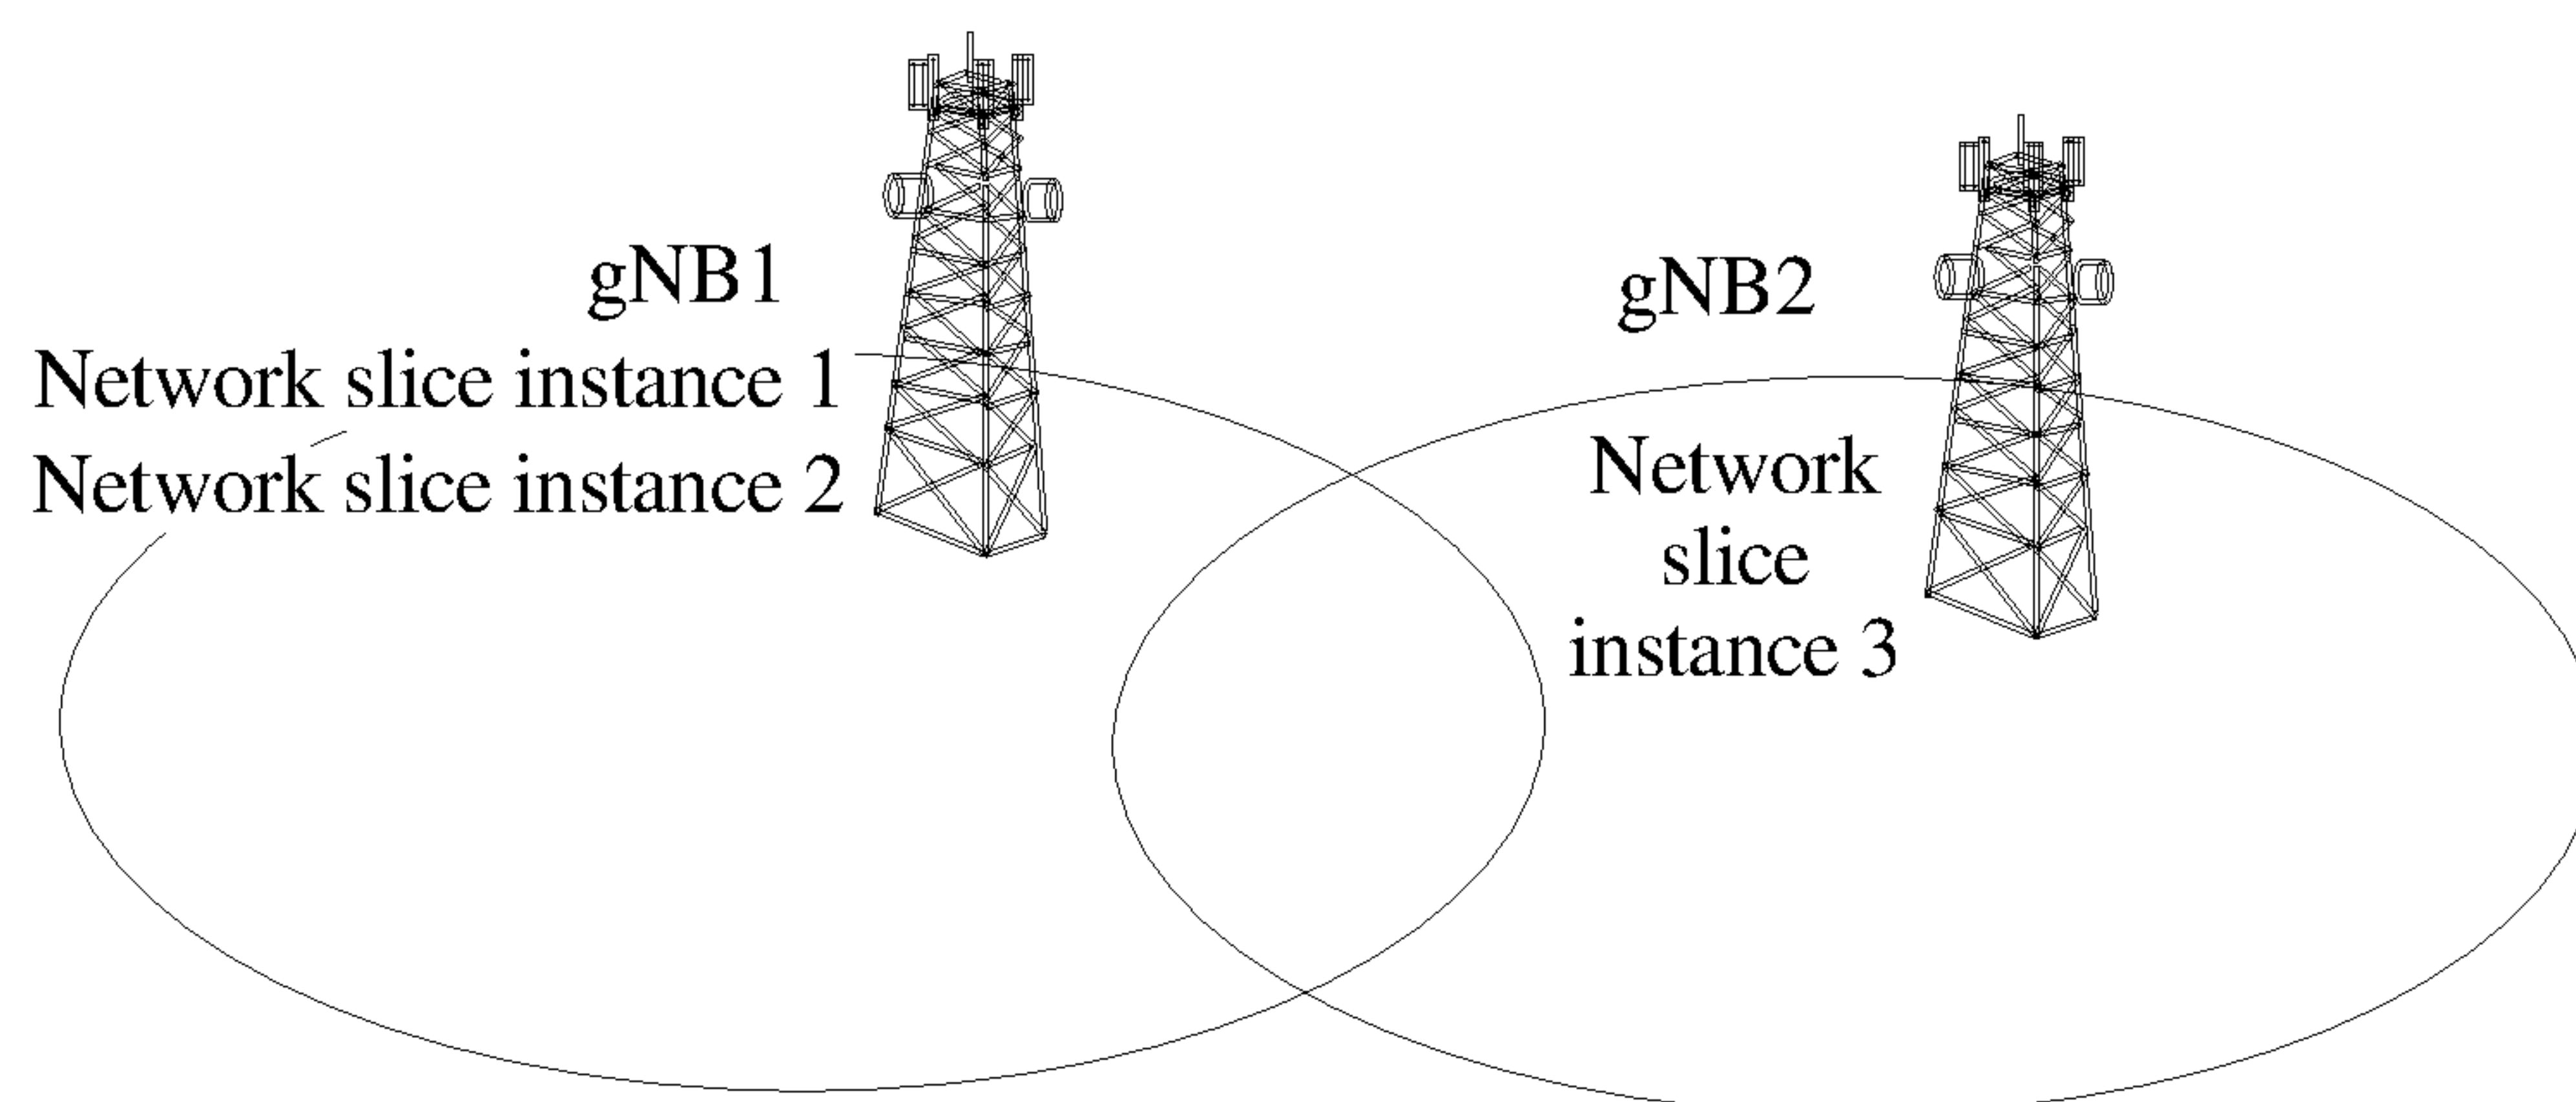 gNB1
Network slice instance 1
Network slice instance 2
gNB2
Network
slice
instance 3